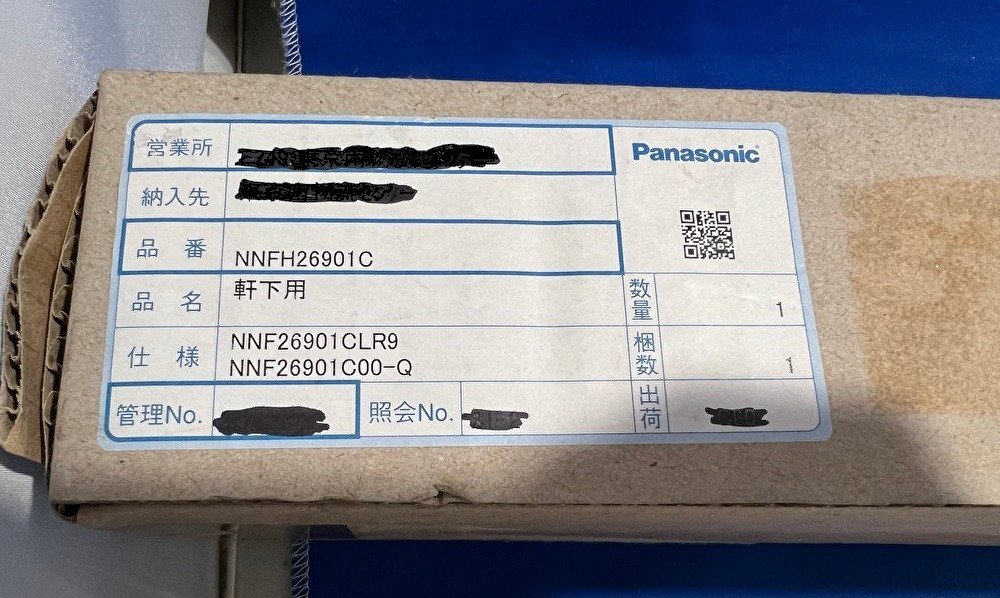 営業所
Panasonic
納入先
品番
NNFH26901C
品名
軒下用
数量
1
仕様
NNF26901CLR9
NNF26901C00-Q
梱数
1
管理No.
照会No.
出荷